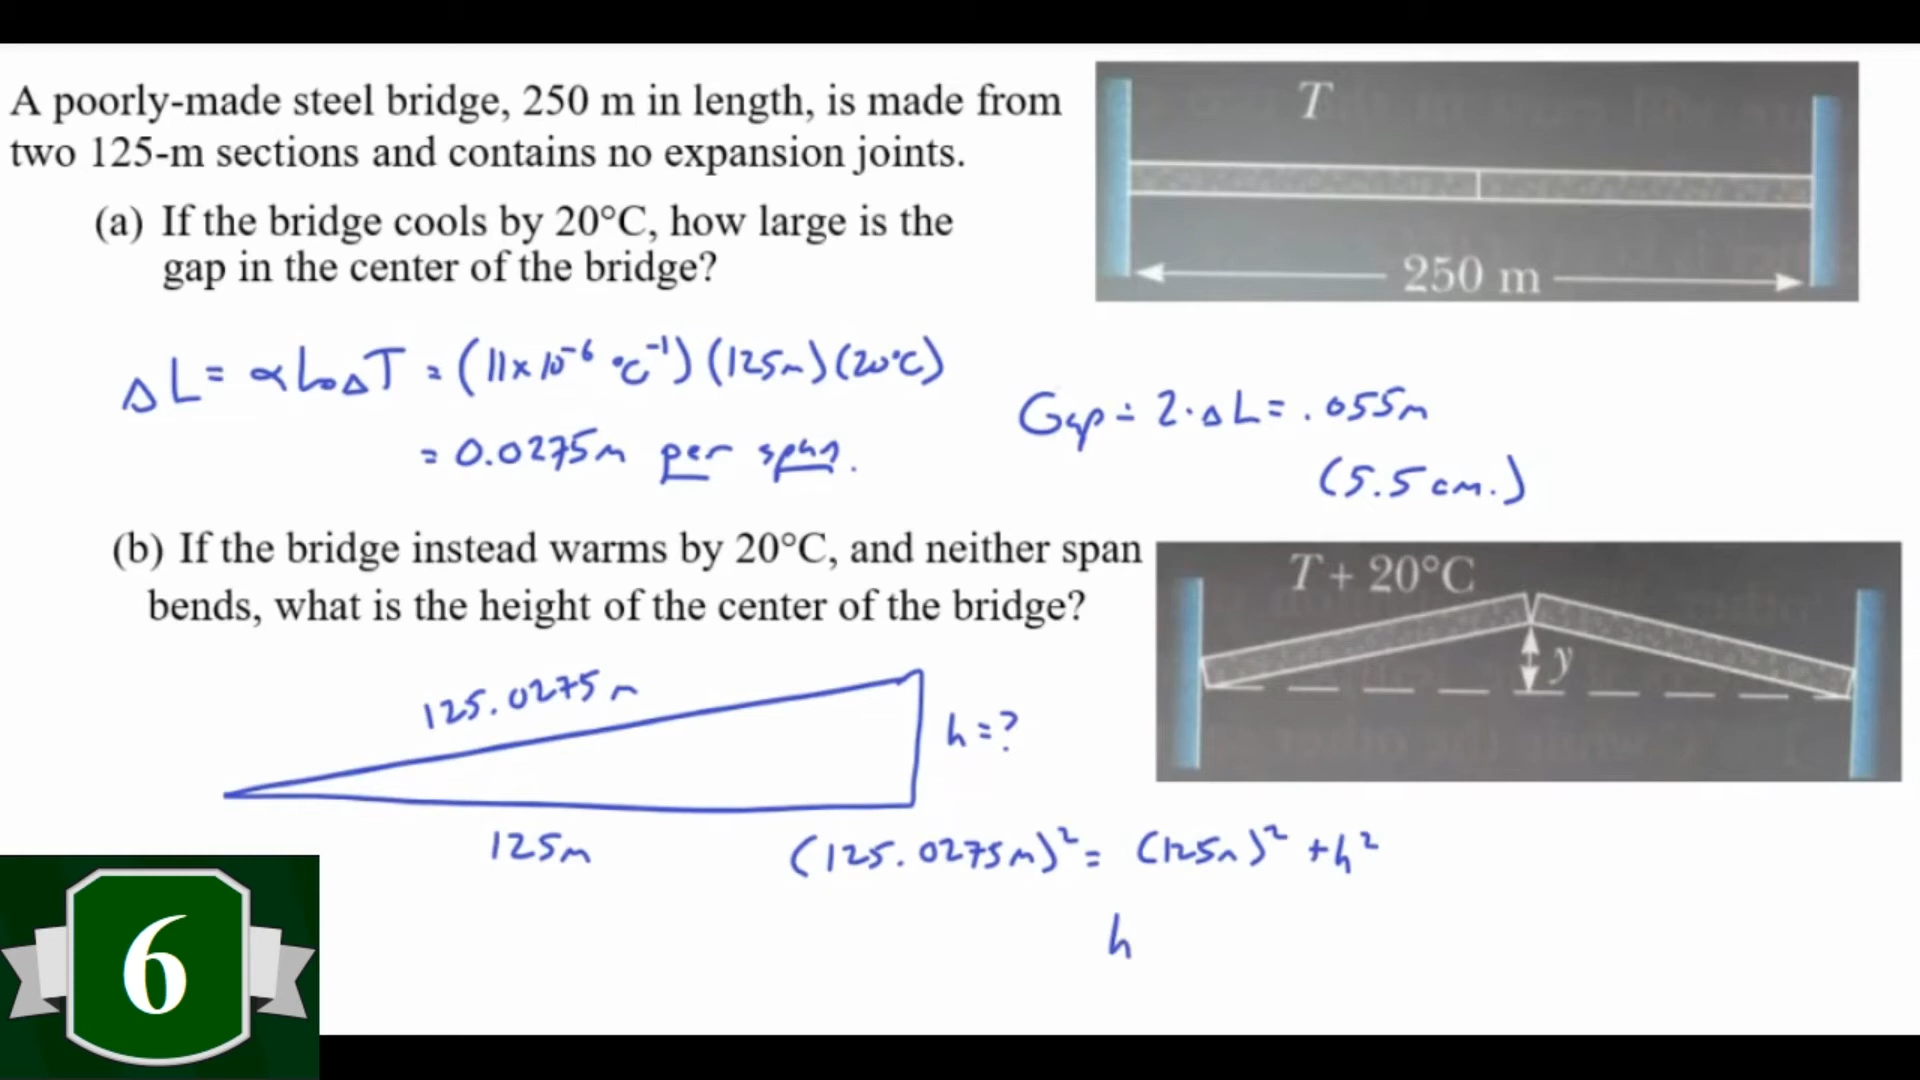 A poorly-made steel bridge, 250 m in length, is made from
two 125-m sections and contains no expansion joints.
(a) If the bridge cools by 20°C, how large is the
gap in the center of the bridge?
T
250 m
ΔL = αL₀ΔT = (11×10⁻⁶ °C⁻¹)(125m)(20°C)
= 0.0275m per span.
Gap = 2·ΔL = .055m
(5.5cm.)
(b) If the bridge instead warms by 20°C, and neither span
bends, what is the height of the center of the bridge?
T + 20°C
y
125.0275m
h=?
125m
(125.0275m)² = (125m)² + h²
h
6